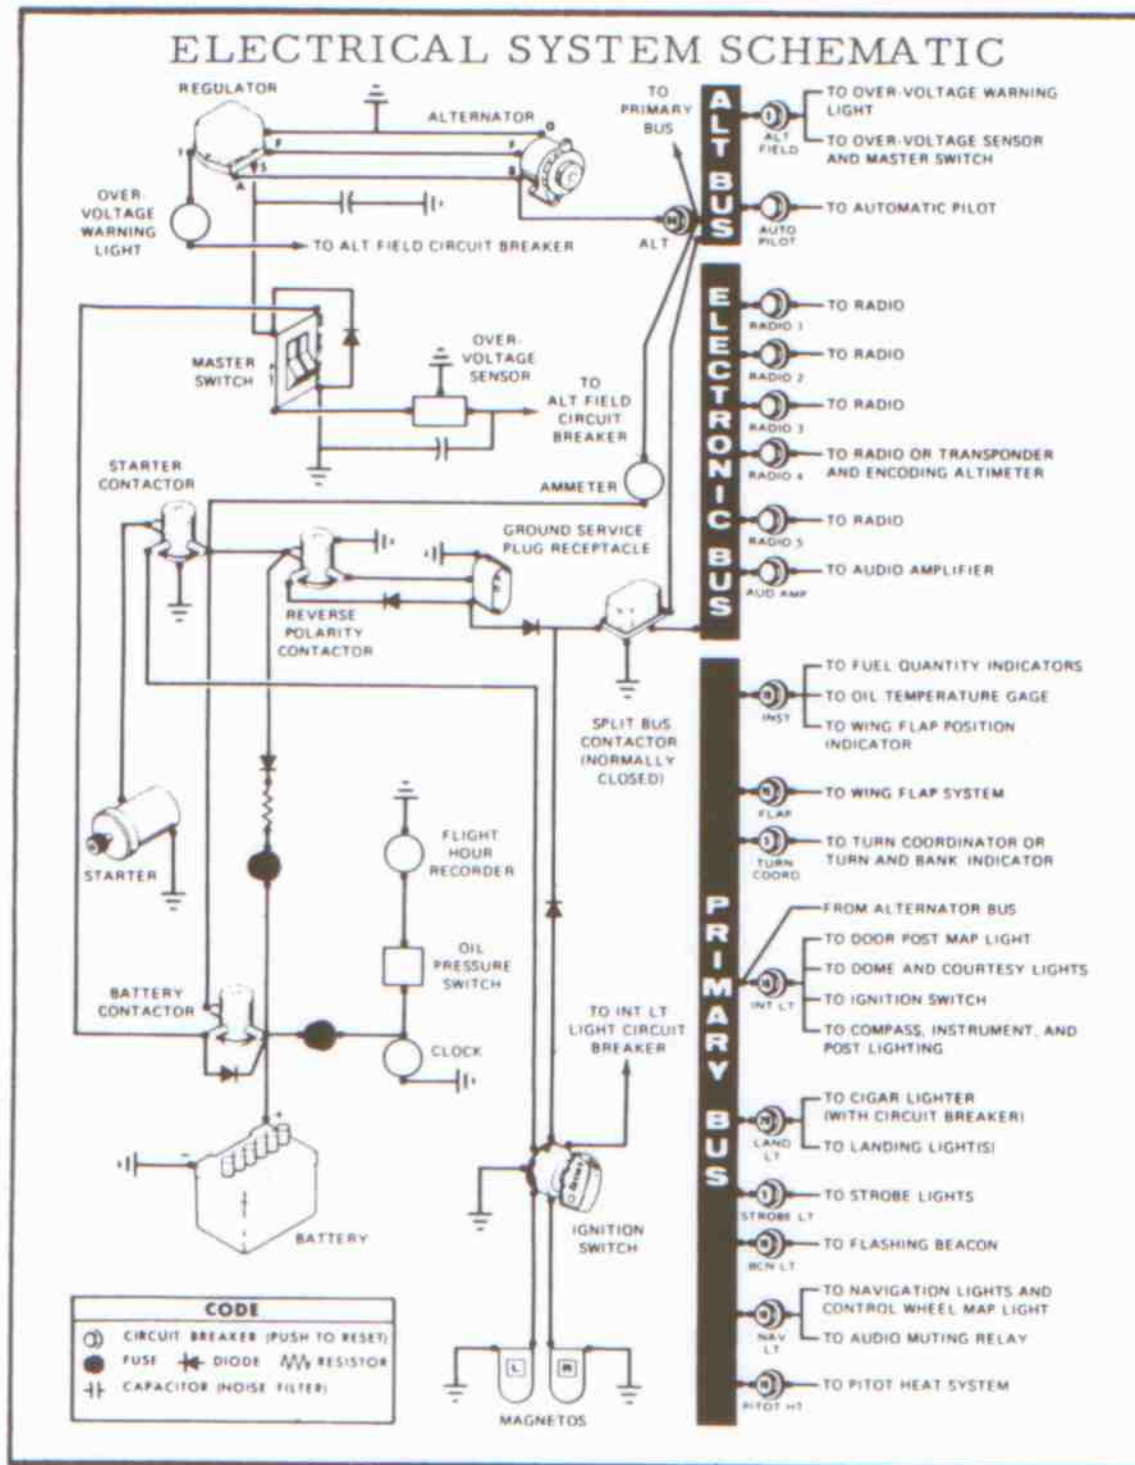 ELECTRICAL SYSTEM SCHEMATIC
REGULATOR
ALTERNATOR
G
F
F
S
A
B
OVER-
VOLTAGE
WARNING
LIGHT
TO ALT FIELD CIRCUIT BREAKER
TO
PRIMARY
BUS
ALT
ALT BUS
ALT
FIELD
TO OVER-VOLTAGE WARNING
LIGHT
TO OVER-VOLTAGE SENSOR
AND MASTER SWITCH
AUTO
PILOT
TO AUTOMATIC PILOT
MASTER
SWITCH
OVER-
VOLTAGE
SENSOR
TO
ALT FIELD
CIRCUIT
BREAKER
AMMETER
STARTER
CONTACTOR
GROUND SERVICE
PLUG RECEPTACLE
REVERSE
POLARITY
CONTACTOR
ELECTRONIC BUS
RADIO 1
TO RADIO
RADIO 2
TO RADIO
RADIO 3
TO RADIO
RADIO 4
TO RADIO OR TRANSPONDER
AND ENCODING ALTIMETER
RADIO 5
TO RADIO
AUD AMP
TO AUDIO AMPLIFIER
SPLIT BUS
CONTACTOR
(NORMALLY
CLOSED)
STARTER
FLIGHT
HOUR
RECORDER
OIL
PRESSURE
SWITCH
BATTERY
CONTACTOR
CLOCK
TO INT LT
LIGHT CIRCUIT
BREAKER
+
-
BATTERY
IGNITION
SWITCH
L
R
MAGNETOS
PRIMARY BUS
INST
TO FUEL QUANTITY INDICATORS
TO OIL TEMPERATURE GAGE
TO WING FLAP POSITION
INDICATOR
FLAP
TO WING FLAP SYSTEM
TURN
COORD
TO TURN COORDINATOR OR
TURN AND BANK INDICATOR
FROM ALTERNATOR BUS
INT LT
TO DOOR POST MAP LIGHT
TO DOME AND COURTESY LIGHTS
TO IGNITION SWITCH
TO COMPASS, INSTRUMENT, AND
POST LIGHTING
LAND
LT
TO CIGAR LIGHTER
(WITH CIRCUIT BREAKER)
TO LANDING LIGHT(S)
STROBE LT
TO STROBE LIGHTS
BCN LT
TO FLASHING BEACON
NAV
LT
TO NAVIGATION LIGHTS AND
CONTROL WHEEL MAP LIGHT
TO AUDIO MUTING RELAY
PITOT HT
TO PITOT HEAT SYSTEM
CODE
CIRCUIT BREAKER (PUSH TO RESET)
FUSE DIODE RESISTOR
CAPACITOR (NOISE FILTER)